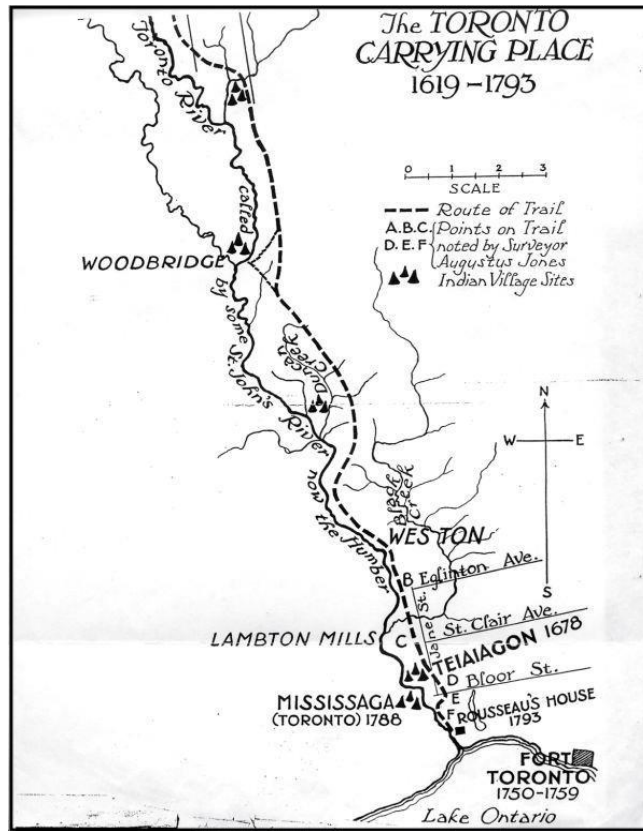 The TORONTO
CARRYING PLACE
1619–1793
0 1 2 3
SCALE
Route of Trail
A.B.C. Points on Trail
D.E.F noted by Surveyor
Augustus Jones
Indian Village Sites
Toronto River
called
WOODBRIDGE
by some St. John's River
Duncan
Creek
now the Humber
Black
Creek
WESTON
N
W E
S
B Eglinton Ave.
Jane St.
St. Clair Ave.
LAMBTON MILLS C
TEIAIAGON 1678
D Bloor St.
E
MISSISSAGA
(TORONTO) 1788
F ROUSSEAU'S HOUSE
1793
FORT
TORONTO
1750–1759
Lake Ontario